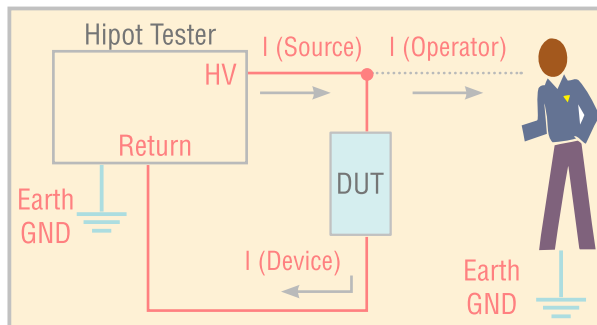 Hipot Tester
I (Source)
I (Operator)
HV
Return
DUT
Earth
GND
I (Device)
Earth
GND